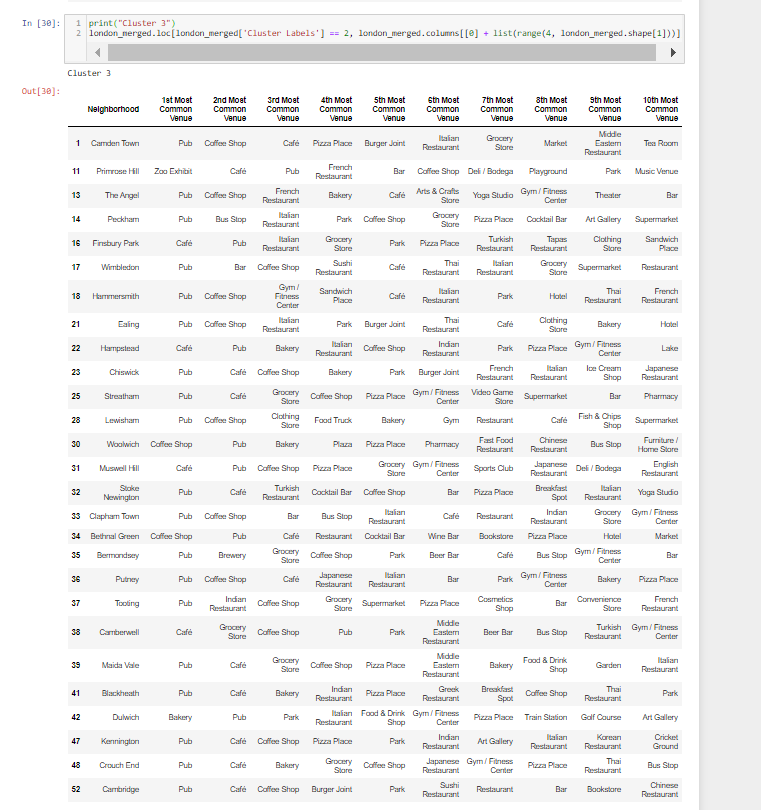 In [30]:
1 print("Cluster 3")
2 london_merged.loc[london_merged['Cluster Labels'] == 2, london_merged.columns[[0] + list(range(4, london_merged.shape[1]))]]
Cluster 3
Out[30]:
Neighborhood 1st Most Common Venue 2nd Most Common Venue 3rd Most Common Venue 4th Most Common Venue 5th Most Common Venue 6th Most Common Venue 7th Most Common Venue 8th Most Common Venue 9th Most Common Venue 10th Most Common Venue
1 Camden Town Pub Coffee Shop Café Pizza Place Burger Joint Italian Restaurant Grocery Store Market Middle Eastern Restaurant Tea Room
11 Primrose Hill Zoo Exhibit Café Pub French Restaurant Bar Coffee Shop Deli / Bodega Playground Park Music Venue
13 The Angel Pub Coffee Shop French Restaurant Bakery Café Arts & Crafts Store Yoga Studio Gym / Fitness Center Theater Bar
14 Peckham Pub Bus Stop Italian Restaurant Park Coffee Shop Grocery Store Pizza Place Cocktail Bar Art Gallery Supermarket
16 Finsbury Park Café Pub Italian Restaurant Grocery Store Park Pizza Place Turkish Restaurant Tapas Restaurant Clothing Store Sandwich Place
17 Wimbledon Pub Bar Coffee Shop Sushi Restaurant Café Thai Restaurant Italian Restaurant Grocery Store Supermarket Restaurant
18 Hammersmith Pub Coffee Shop Gym / Fitness Center Sandwich Place Café Italian Restaurant Park Hotel Thai Restaurant French Restaurant
21 Ealing Pub Coffee Shop Italian Restaurant Park Burger Joint Thai Restaurant Café Clothing Store Bakery Hotel
22 Hampstead Café Pub Bakery Italian Restaurant Coffee Shop Indian Restaurant Park Pizza Place Gym / Fitness Center Lake
23 Chiswick Pub Café Coffee Shop Bakery Park Burger Joint French Restaurant Italian Restaurant Ice Cream Shop Japanese Restaurant
25 Streatham Pub Café Grocery Store Coffee Shop Pizza Place Gym / Fitness Center Video Game Store Supermarket Bar Pharmacy
28 Lewisham Pub Coffee Shop Clothing Store Food Truck Bakery Gym Restaurant Café Fish & Chips Shop Supermarket
30 Woolwich Coffee Shop Pub Bakery Plaza Pizza Place Pharmacy Fast Food Restaurant Chinese Restaurant Bus Stop Furniture / Home Store
31 Muswell Hill Café Pub Coffee Shop Pizza Place Grocery Store Gym / Fitness Center Sports Club Japanese Restaurant Deli / Bodega English Restaurant
32 Stoke Newington Pub Café Turkish Restaurant Cocktail Bar Coffee Shop Bar Pizza Place Breakfast Spot Italian Restaurant Yoga Studio
33 Clapham Town Pub Coffee Shop Bar Bus Stop Italian Restaurant Café Restaurant Indian Restaurant Grocery Store Gym / Fitness Center
34 Bethnal Green Coffee Shop Pub Café Restaurant Cocktail Bar Wine Bar Bookstore Pizza Place Hotel Market
35 Bermondsey Pub Brewery Grocery Store Coffee Shop Park Beer Bar Café Bus Stop Gym / Fitness Center Bar
36 Putney Pub Coffee Shop Café Japanese Restaurant Italian Restaurant Bar Park Gym / Fitness Center Bakery Pizza Place
37 Tooting Pub Indian Restaurant Coffee Shop Grocery Store Supermarket Pizza Place Cosmetics Shop Bar Convenience Store French Restaurant
38 Camberwell Café Grocery Store Coffee Shop Pub Park Middle Eastern Restaurant Beer Bar Bus Stop Turkish Restaurant Gym / Fitness Center
39 Maida Vale Pub Café Grocery Store Coffee Shop Pizza Place Middle Eastern Restaurant Bakery Food & Drink Shop Garden Italian Restaurant
41 Blackheath Pub Café Bakery Indian Restaurant Pizza Place Greek Restaurant Breakfast Spot Coffee Shop Thai Restaurant Park
42 Dulwich Bakery Pub Park Italian Restaurant Food & Drink Shop Gym / Fitness Center Pizza Place Train Station Golf Course Art Gallery
47 Kennington Pub Café Coffee Shop Pizza Place Park Indian Restaurant Art Gallery Italian Restaurant Korean Restaurant Cricket Ground
48 Crouch End Pub Café Bakery Grocery Store Coffee Shop Japanese Restaurant Gym / Fitness Center Pizza Place Thai Restaurant Bus Stop
52 Cambridge Pub Café Coffee Shop Burger Joint Park Sushi Restaurant Restaurant Bar Bookstore Chinese Restaurant